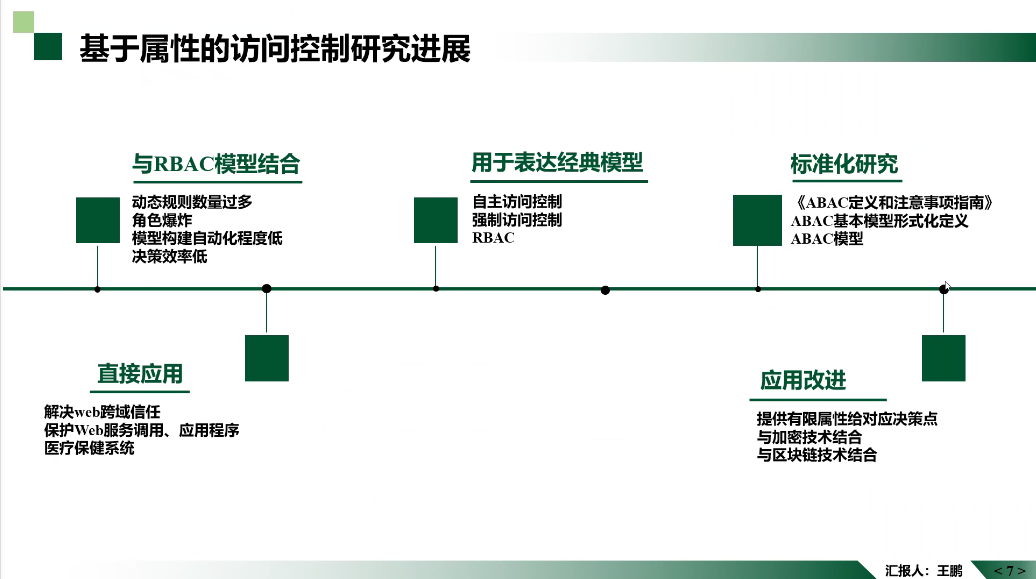 基于属性的访问控制研究进展
与RBAC模型结合
动态规则数量过多
角色爆炸
模型构建自动化程度低
决策效率低
用于表达经典模型
自主访问控制
强制访问控制
RBAC
标准化研究
《ABAC定义和注意事项指南》
ABAC基本模型形式化定义
ABAC模型
直接应用
解决web跨域信任
保护Web服务调用、应用程序
医疗保健系统
应用改进
提供有限属性给对应决策点
与加密技术结合
与区块链技术结合
汇报人：王鹏
< 7 >